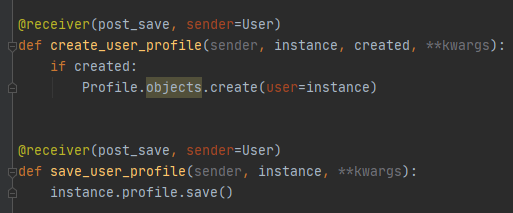 @receiver(post_save, sender=User)
def create_user_profile(sender, instance, created, **kwargs):
    if created:
        Profile.objects.create(user=instance)
@receiver(post_save, sender=User)
def save_user_profile(sender, instance, **kwargs):
    instance.profile.save()